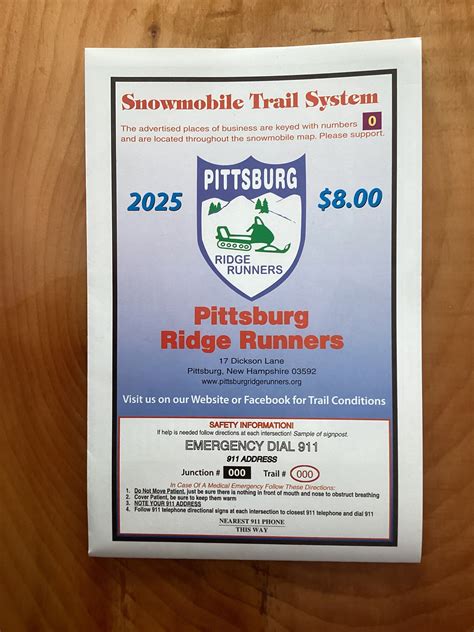 Snowmobile Trail System
The advertised places of business are keyed with numbers 0
and are located throughout the snowmobile map. Please support.
2025
PITTSBURG
RIDGE
RUNNERS
$8.00
Pittsburg
Ridge Runners
17 Dickson Lane
Pittsburg, New Hampshire 03592
www.pittsburgridgerunners.org
Visit us on our Website or Facebook for Trail Conditions
SAFETY INFORMATION!
If help is needed follow directions at each intersection! Sample of signpost.
EMERGENCY DIAL 911
911 ADDRESS
Junction # 000 Trail # 000
In Case Of A Medical Emergency Follow These Directions:
1. Do Not Move Patient, just be sure there is nothing in front of mouth and nose to obstruct breathing
2. Cover Patient, be sure to keep them warm
3. NOTE YOUR 911 ADDRESS
4. Follow 911 telephone directional signs at each intersection to closest 911 telephone and dial 911
NEAREST 911 PHONE
THIS WAY